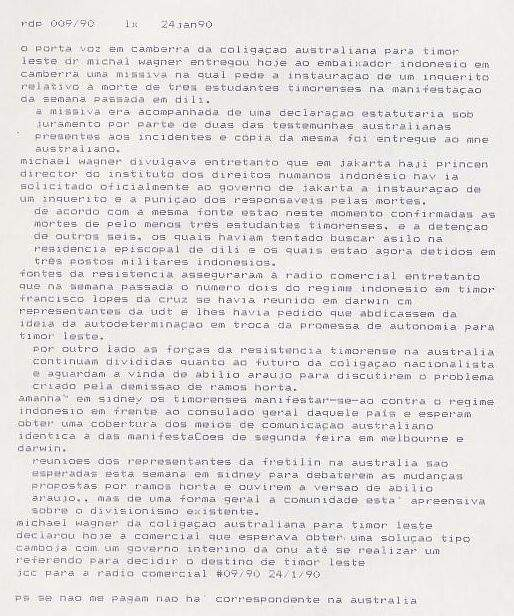 rdp 009/90 lx 24jan90
o porta voz em camberra da coligaçao australiana para timor
leste dr michal wagner entregou hoje ao embaixador indonesio em
camberra uma missiva na qual pede a instauraçao de um inquerito
relativo à morte de tres estudantes timorenses na manifestaçao
da semana passada em dili.
a missiva era acompanhada de uma declaraçao estatutaria sob
juramento por parte de duas das testemunhas australianas
presentes aos incidentes e copia da mesma foi entregue ao mne
australiano.
michael wagner divulgava entretanto que em jakarta haji princen
director do instituto dos direitos humanos indonésio hav ia
solicitado oficialmente ao governo de jakarta a instauraçao de
um inquerito e a puniçao dos responsaveis pelas mortes.
de acordo com a mesma fonte estao neste momento confirmadas as
mortes de pelo menos três estudantes timorenses, e a detençao
de outros seis, os quais haviam tentado buscar asilo na
residencia episcopal de dili e os quais estao agora detidos em
três postos militares indonesios.
fontes da resistencia asseguraram à radio comercial entretanto
que na semana passada o numero dois do regime indonesio em timor
francisco lopes da cruz se havia reunido em darwin cm
representantes da udt e lhes havia pedido que abdicassem da
ideia da autodeterminaçao em troca da promessa de autonomia para
timor leste.
por outro lado as forças da resistencia timorense na australia
continuam divididas quanto ao futuro da coligaçao nacionalista
e aguardam a vinda de abilio araujo para discutirem o problema
criado pela demissao de ramos horta.
amanha~ em sidney os timorenses manifestar-se-ao contra o regime
indonesio em frente ao consulado geral daquele pais e esperam
obter uma cobertura dos meios de comunicaçao australiano
identica à das manifestaCoes de segunda feira em melbourne e
darwin.
reunioes dos representantes da fretilin na australia sao
esperadas esta semana em sidney para debaterem as mudanças
propostas por ramos horta e ouvirem a versao de abilio
araujo., mas de uma forma geral a comunidade esta' apreensiva
sobre o divisionismo existente.
michael wagner da coligaçao australiana para timor leste
declarou hoje à comercial que esperava obter uma soluçao tipo
camboja com um governo interino da onu até se realizar um
referendo para decidir o destino de timor leste
jcc para a radio comercial #09/90 24/1/90
ps se nao me pagam nao ha' correspondente na australia